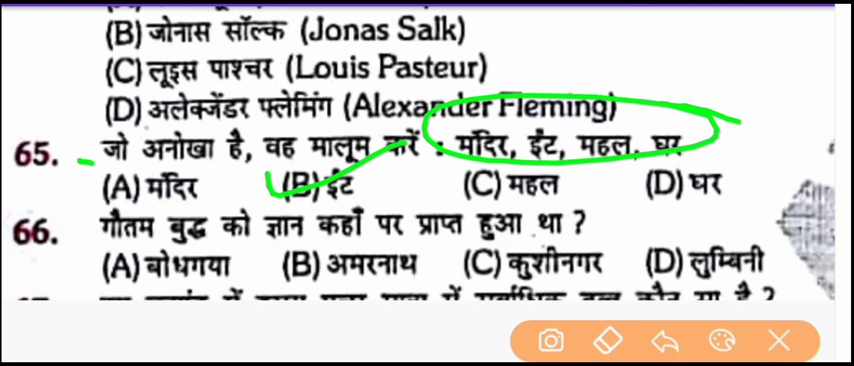 (B) जोनास सॉल्क (Jonas Salk)
(C) लूइस पाश्चर (Louis Pasteur)
(D) अलेक्जेंडर फ्लेमिंग (Alexander Fleming)
65. जो अनोखा है, वह मालूम करें : मंदिर, ईंट, महल, घर
(A) मंदिर (B) ईंट (C) महल (D) घर
66. गौतम बुद्ध को ज्ञान कहाँ पर प्राप्त हुआ था ?
(A) बोधगया (B) अमरनाथ (C) कुशीनगर (D) लुम्बिनी